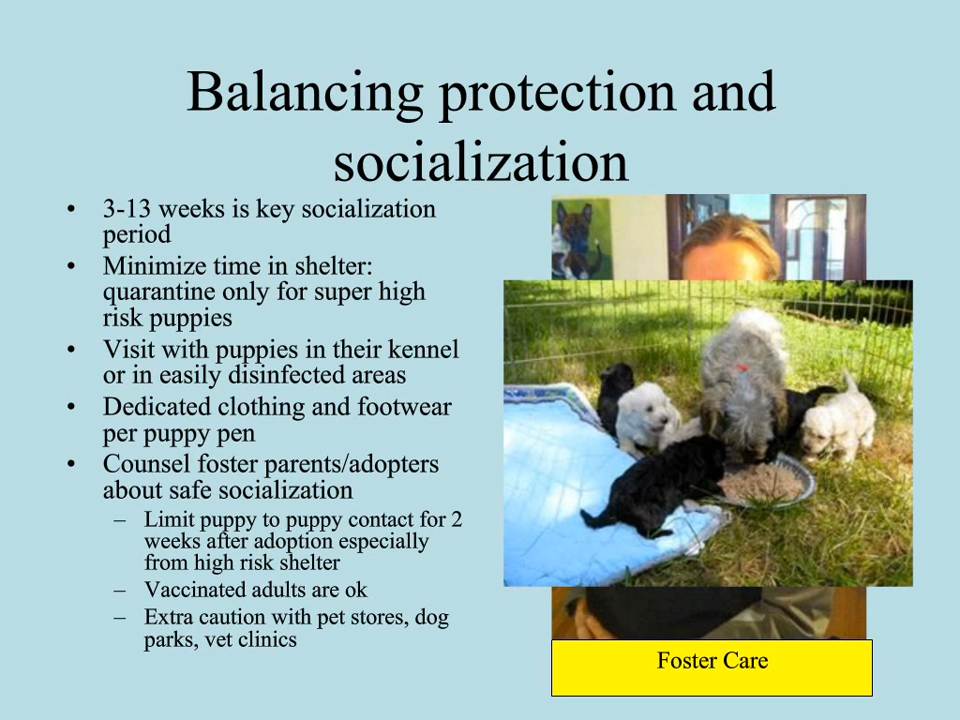 Balancing protection and
socialization
• 3-13 weeks is key socialization
period
• Minimize time in shelter:
quarantine only for super high
risk puppies
• Visit with puppies in their kennel
or in easily disinfected areas
• Dedicated clothing and footwear
per puppy pen
• Counsel foster parents/adopters
about safe socialization
– Limit puppy to puppy contact for 2
weeks after adoption especially
from high risk shelter
– Vaccinated adults are ok
– Extra caution with pet stores, dog
parks, vet clinics
Foster Care